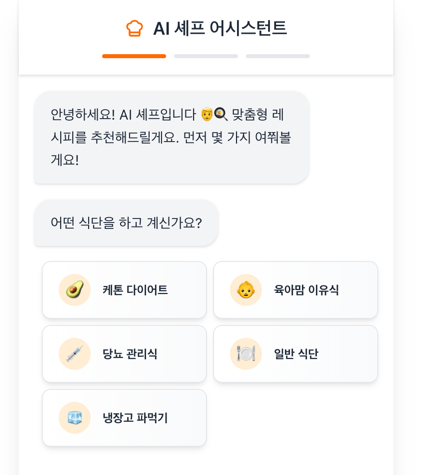 AI 셰프 어시스턴트
안녕하세요! AI 셰프입니다 👨‍🍳 맞춤형 레
시피를 추천해드릴게요. 먼저 몇 가지 여쭤볼
게요!
어떤 식단을 하고 계신가요?
케톤 다이어트
육아맘 이유식
당뇨 관리식
일반 식단
냉장고 파먹기